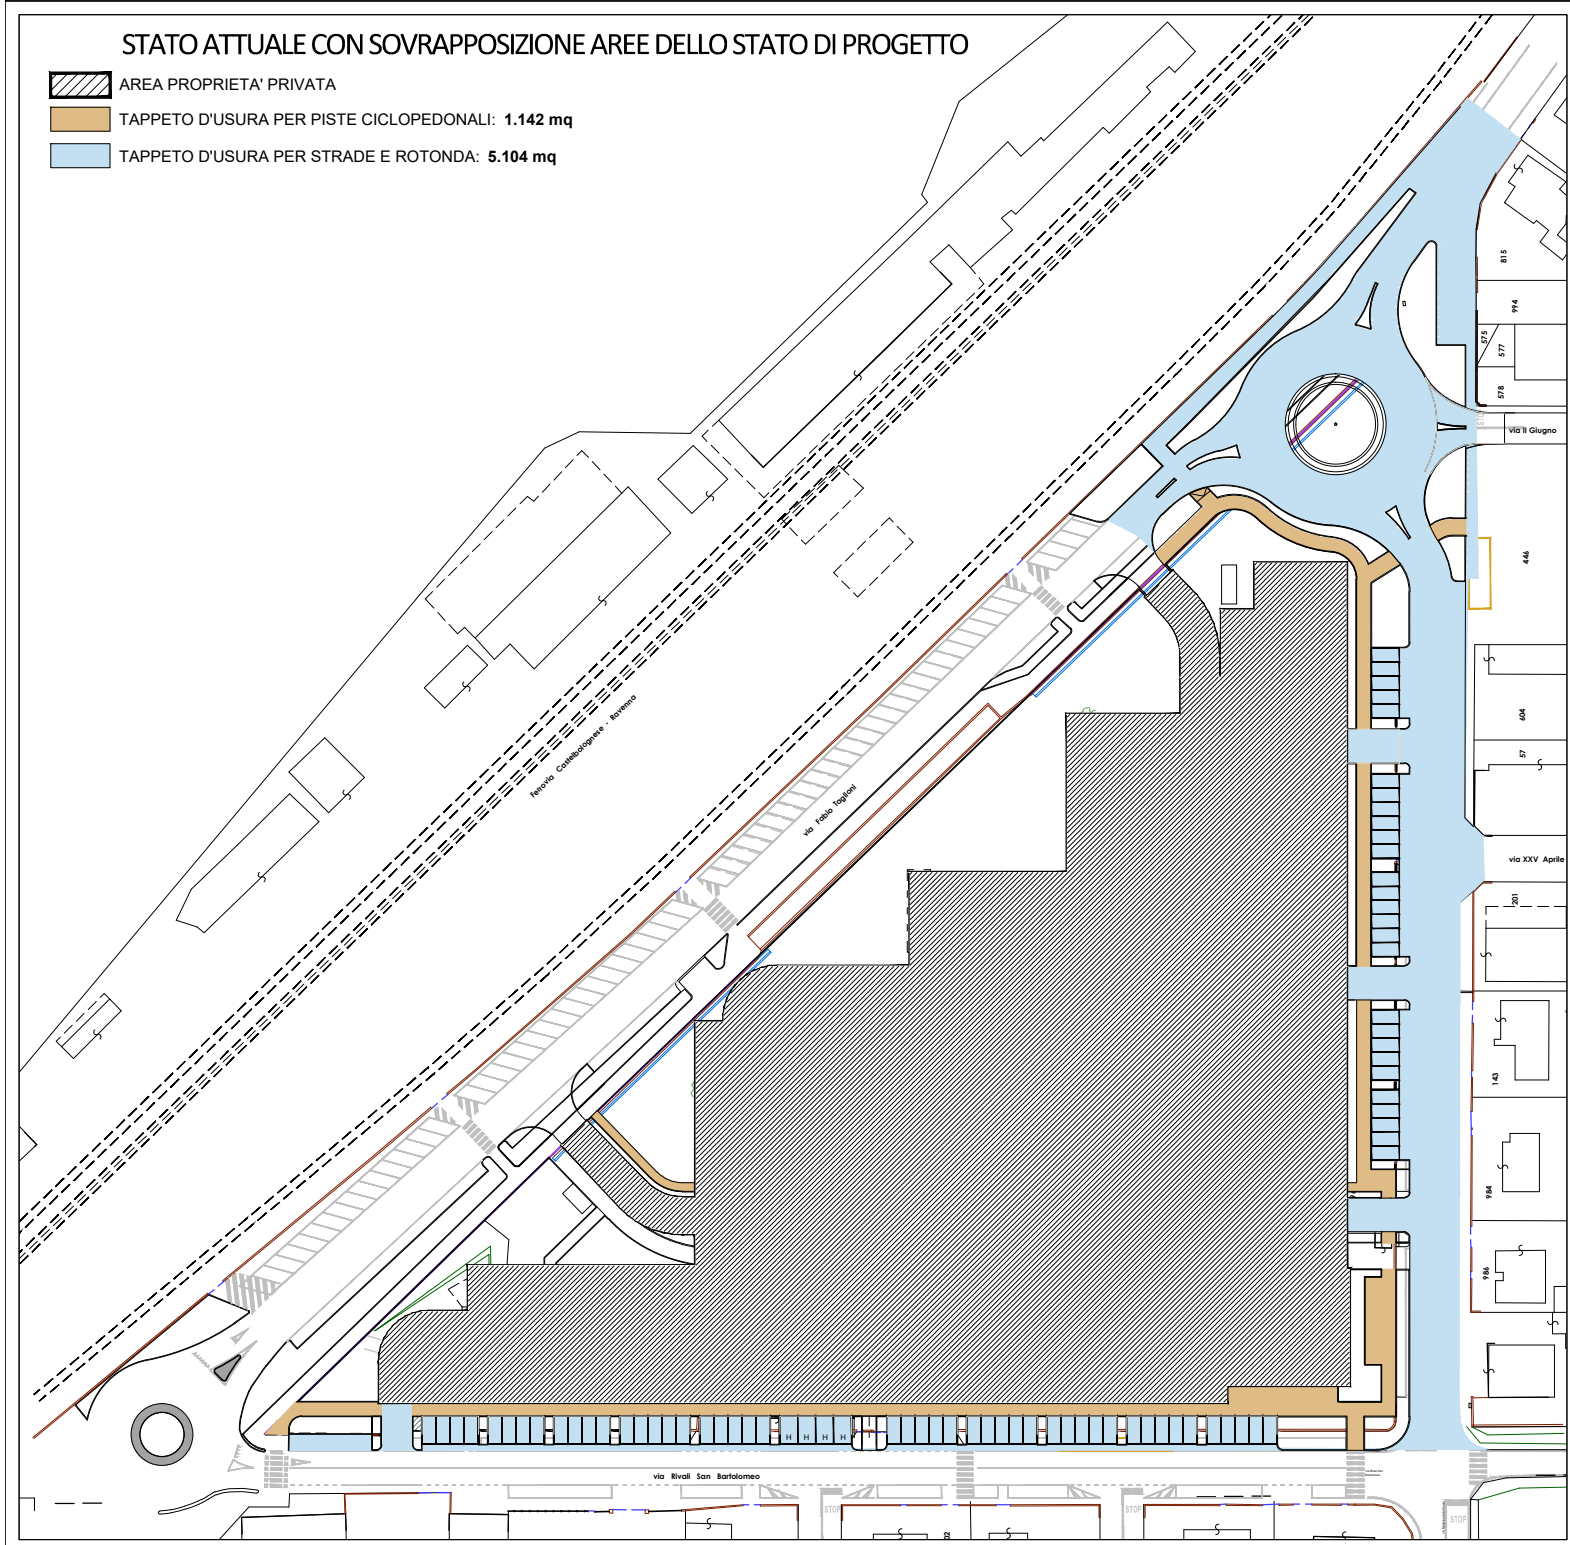 STATO ATTUALE CON SOVRAPPOSIZIONE AREE DELLO STATO DI PROGETTO
AREA PROPRIETA' PRIVATA
TAPPETO D'USURA PER PISTE CICLOPEDONALI: 1.142 mq
TAPPETO D'USURA PER STRADE E ROTONDA: 5.104 mq
815
994
575
577
578
STOP
via II Giugno
446
604
57
Ferrovia Castelbolognese - Ravenna
via Fabio Taglioni
via XXV Aprile
201
143
984
986
H H H H
via Rivali San Bartolomeo
STOP
STOP
STOP
02